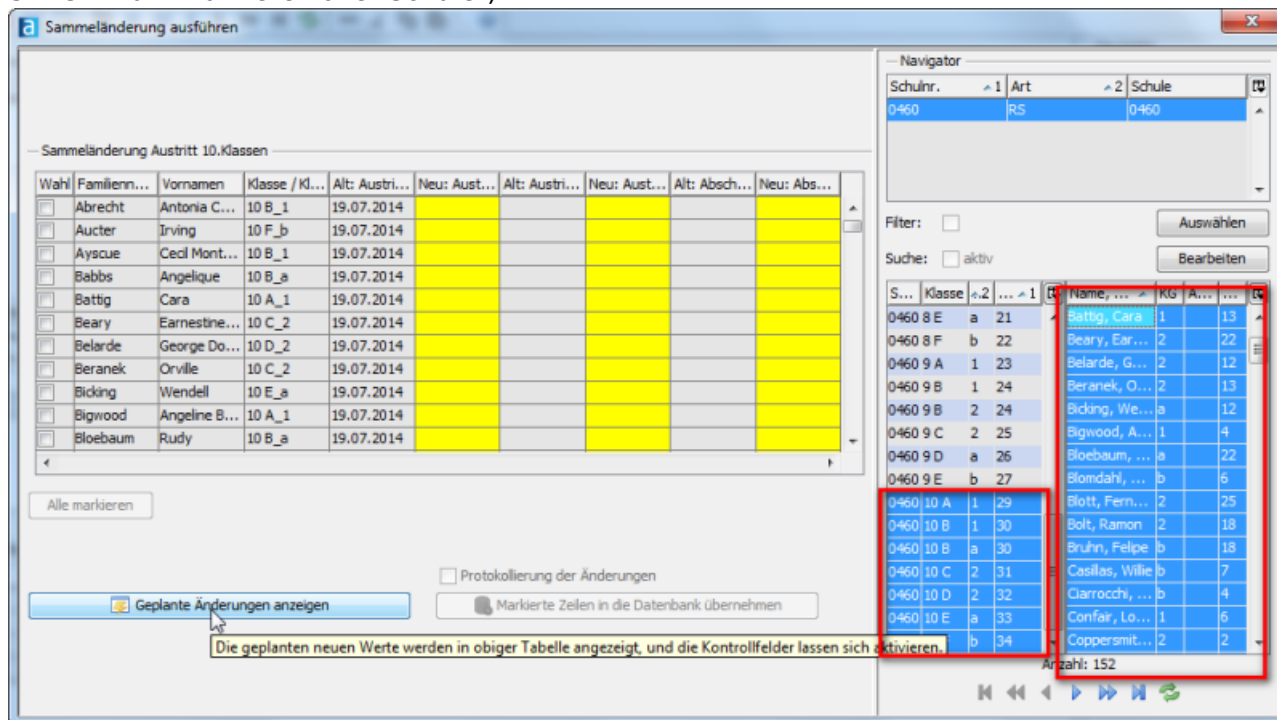 Sammeländerung ausführen
Navigator
Schulnr. 1 Art 2 Schule
0460 RS 0460
Sammeländerung Austritt 10.Klassen
Wahl Familienn... Vornamen Klasse / Kl... Alt: Austri... Neu: Aust... Alt: Austri... Neu: Aust... Alt: Absch... Neu: Abs...
Abrecht Antonia C... 10 B_1 19.07.2014
Aucter Irving 10 F_b 19.07.2014
Ayscue Cecil Mont... 10 B_1 19.07.2014
Babbs Angelique 10 B_a 19.07.2014
Battig Cara 10 A_1 19.07.2014
Beary Earnestine... 10 C_2 19.07.2014
Belarde George Do... 10 D_2 19.07.2014
Beranek Orville 10 C_2 19.07.2014
Bicking Wendell 10 E_a 19.07.2014
Bigwood Angeline B... 10 A_1 19.07.2014
Bloebaum Rudy 10 B_a 19.07.2014
Alle markieren
Protokollierung der Änderungen
Geplante Änderungen anzeigen
Markierte Zeilen in die Datenbank übernehmen
Die geplanten neuen Werte werden in obiger Tabelle angezeigt, und die Kontrollfelder lassen sich aktivieren.
Filter: Auswählen
Suche: aktiv Bearbeiten
S... Klasse 2 ... 1
0460 8 E a 21
0460 8 F b 22
0460 9 A 1 23
0460 9 B 1 24
0460 9 B 2 24
0460 9 C 2 25
0460 9 D a 26
0460 9 E b 27
0460 10 A 1 29
0460 10 B 1 30
0460 10 B a 30
0460 10 C 2 31
0460 10 D 2 32
0460 10 E a 33
b 34
Name, ... KG A... ...
Battig, Cara 1 13
Beary, Ear... 2 22
Belarde, G... 2 12
Beranek, O... 2 13
Bicking, We... a 12
Bigwood, A... 1 4
Bloebaum, ... a 22
Blomdahl, ... b 6
Blott, Fern... 2 25
Bolt, Ramon 2 18
Bruhn, Felipe b 18
Casillas, Willie b 7
Ciarrocchi, ... b 4
Confair, Lo... 1 6
Coppersmit... 2 2
Anzahl: 152